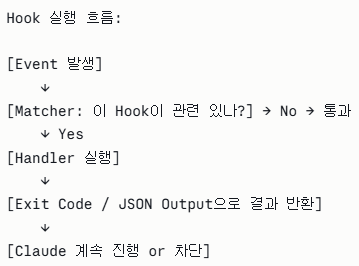 Hook 실행 흐름:
[Event 발생]
↓
[Matcher: 이 Hook이 관련 있나?] → No → 통과
↓ Yes
[Handler 실행]
↓
[Exit Code / JSON Output으로 결과 반환]
↓
[Claude 계속 진행 or 차단]